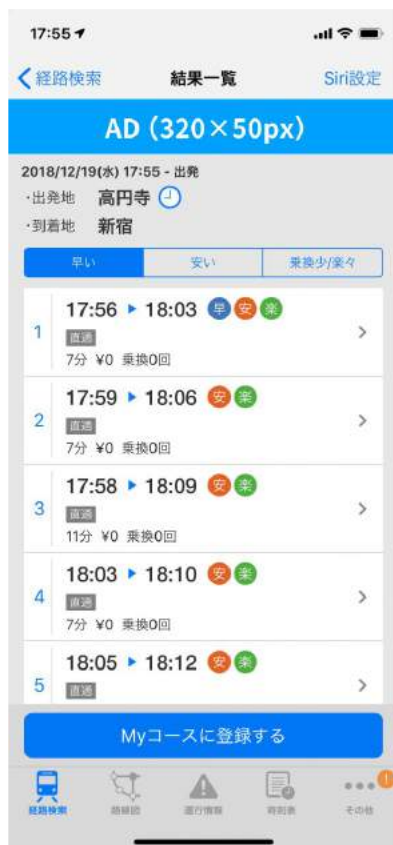 17:55
経路検索 結果一覧 Siri設定
AD (320×50px)
2018/12/19(水) 17:55 - 出発
・出発地 高円寺
・到着地 新宿
早い 安い 乗換少/楽々
1 17:56 ▶ 18:03 早 安 楽
直通
7分 ¥0 乗換0回
2 17:59 ▶ 18:06 安 楽
直通
7分 ¥0 乗換0回
3 17:58 ▶ 18:09 安 楽
直通
11分 ¥0 乗換0回
4 18:03 ▶ 18:10 安 楽
直通
7分 ¥0 乗換0回
5 18:05 ▶ 18:12 安 楽
直通
Myコースに登録する
経路検索 路線図 運行情報 時刻表 その他